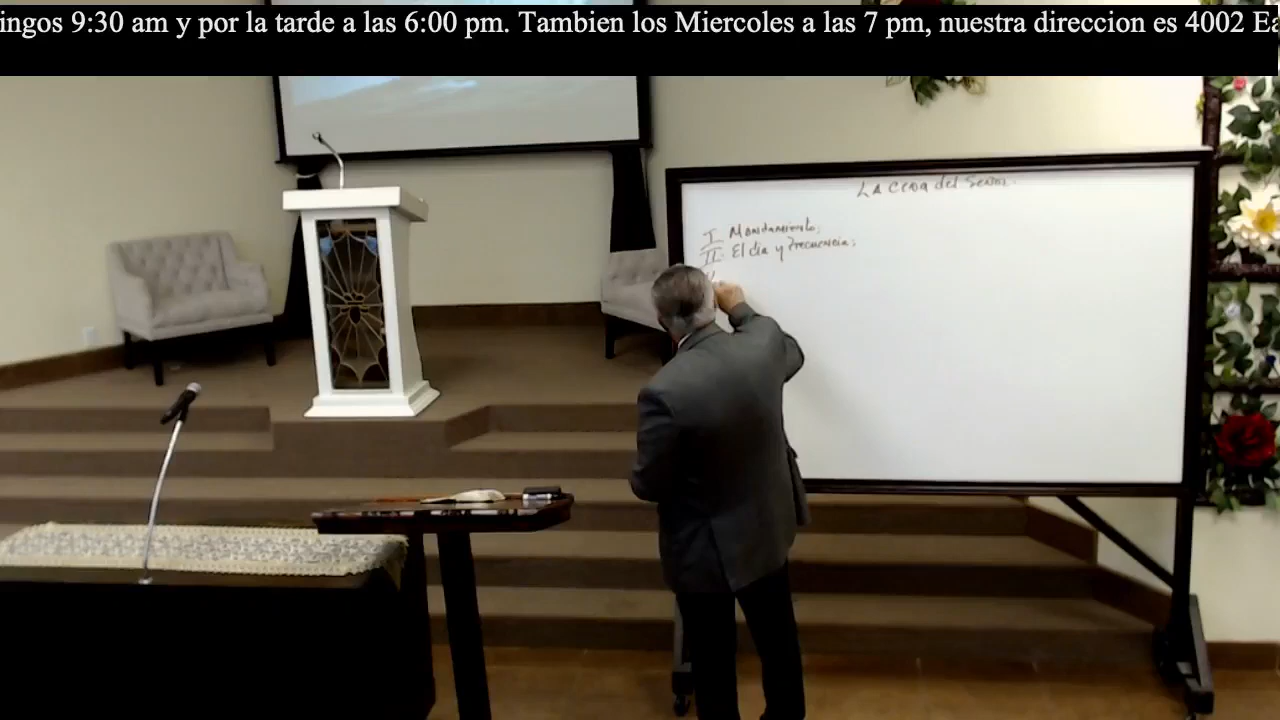 ingos 9:30 am y por la tarde a las 6:00 pm. Tambien los Miercoles a las 7 pm, nuestra direccion es 4002 Ea
La cena del Señor.
I Mandamiento;
II. El dia y Frecuencia;